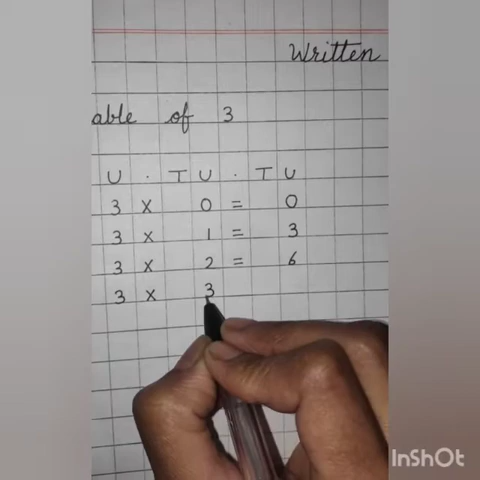 Written
able of 3
U . T U . T U
3 x 0 = 0
3 x 1 = 3
3 x 2 = 6
3 x 3
InShOt